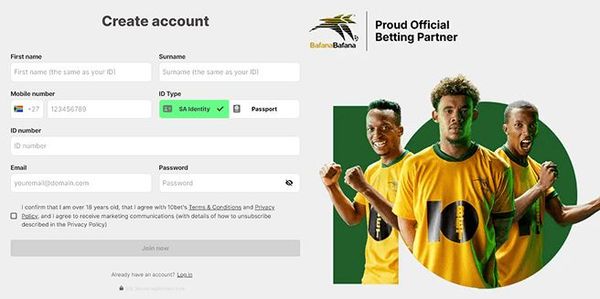 Create account
First name
First name (the same as your ID)
Surname
Surname (the same as your ID)
Mobile number
+27
123456789
ID Type
SA Identity
Passport
ID number
ID number
Email
youremail@domain.com
Password
Password
I confirm that I am over 18 years old, that I agree with 10bet's Terms & Conditions and Privacy
Policy, and I agree to receive marketing communications (with details of how to unsubscribe
described in the Privacy Policy)
Join now
Already have an account? Log in
BafanaBafana
Proud Official
Betting Partner
10